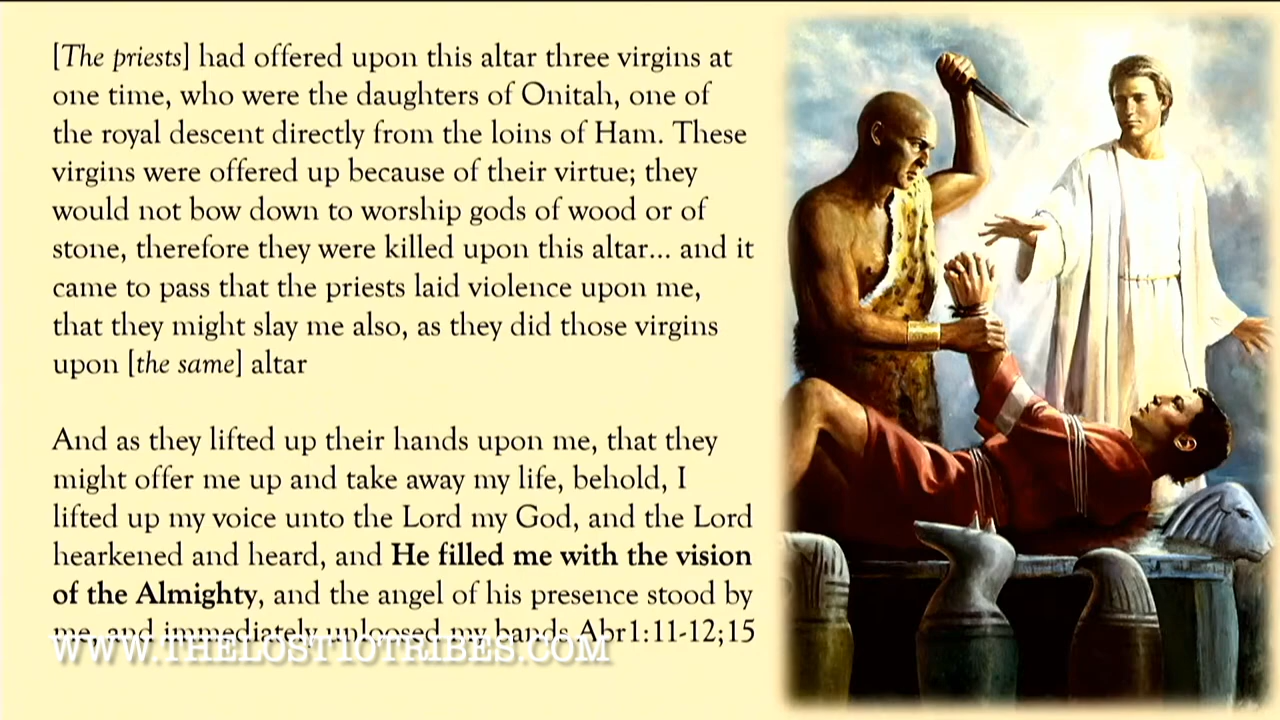 [The priests] had offered upon this altar three virgins at
one time, who were the daughters of Onitah, one of
the royal descent directly from the loins of Ham. These
virgins were offered up because of their virtue; they
would not bow down to worship gods of wood or of
stone, therefore they were killed upon this altar... and it
came to pass that the priests laid violence upon me,
that they might slay me also, as they did those virgins
upon [the same] altar
And as they lifted up their hands upon me, that they
might offer me up and take away my life, behold, I
lifted up my voice unto the Lord my God, and the Lord
hearkened and heard, and He filled me with the vision
of the Almighty, and the angel of his presence stood by
me, and immediately unloosed my bands Abr1:11-12;15
WWW.THELOST10TRIBES.COM